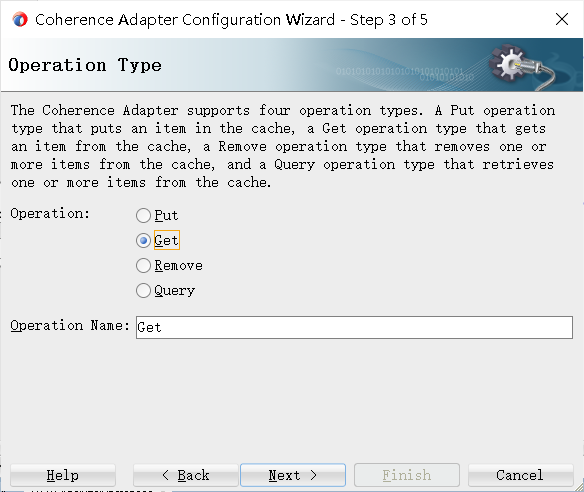 Coherence Adapter Configuration Wizard - Step 3 of 5
Operation Type
The Coherence Adapter supports four operation types. A Put operation
type that puts an item in the cache, a Get operation type that gets
an item from the cache, a Remove operation type that removes one or
more items from the cache, and a Query operation type that retrieves
one or more items from the cache.
Operation:
Put
Get
Remove
Query
Operation Name: Get
Help < Back Next > Finish Cancel